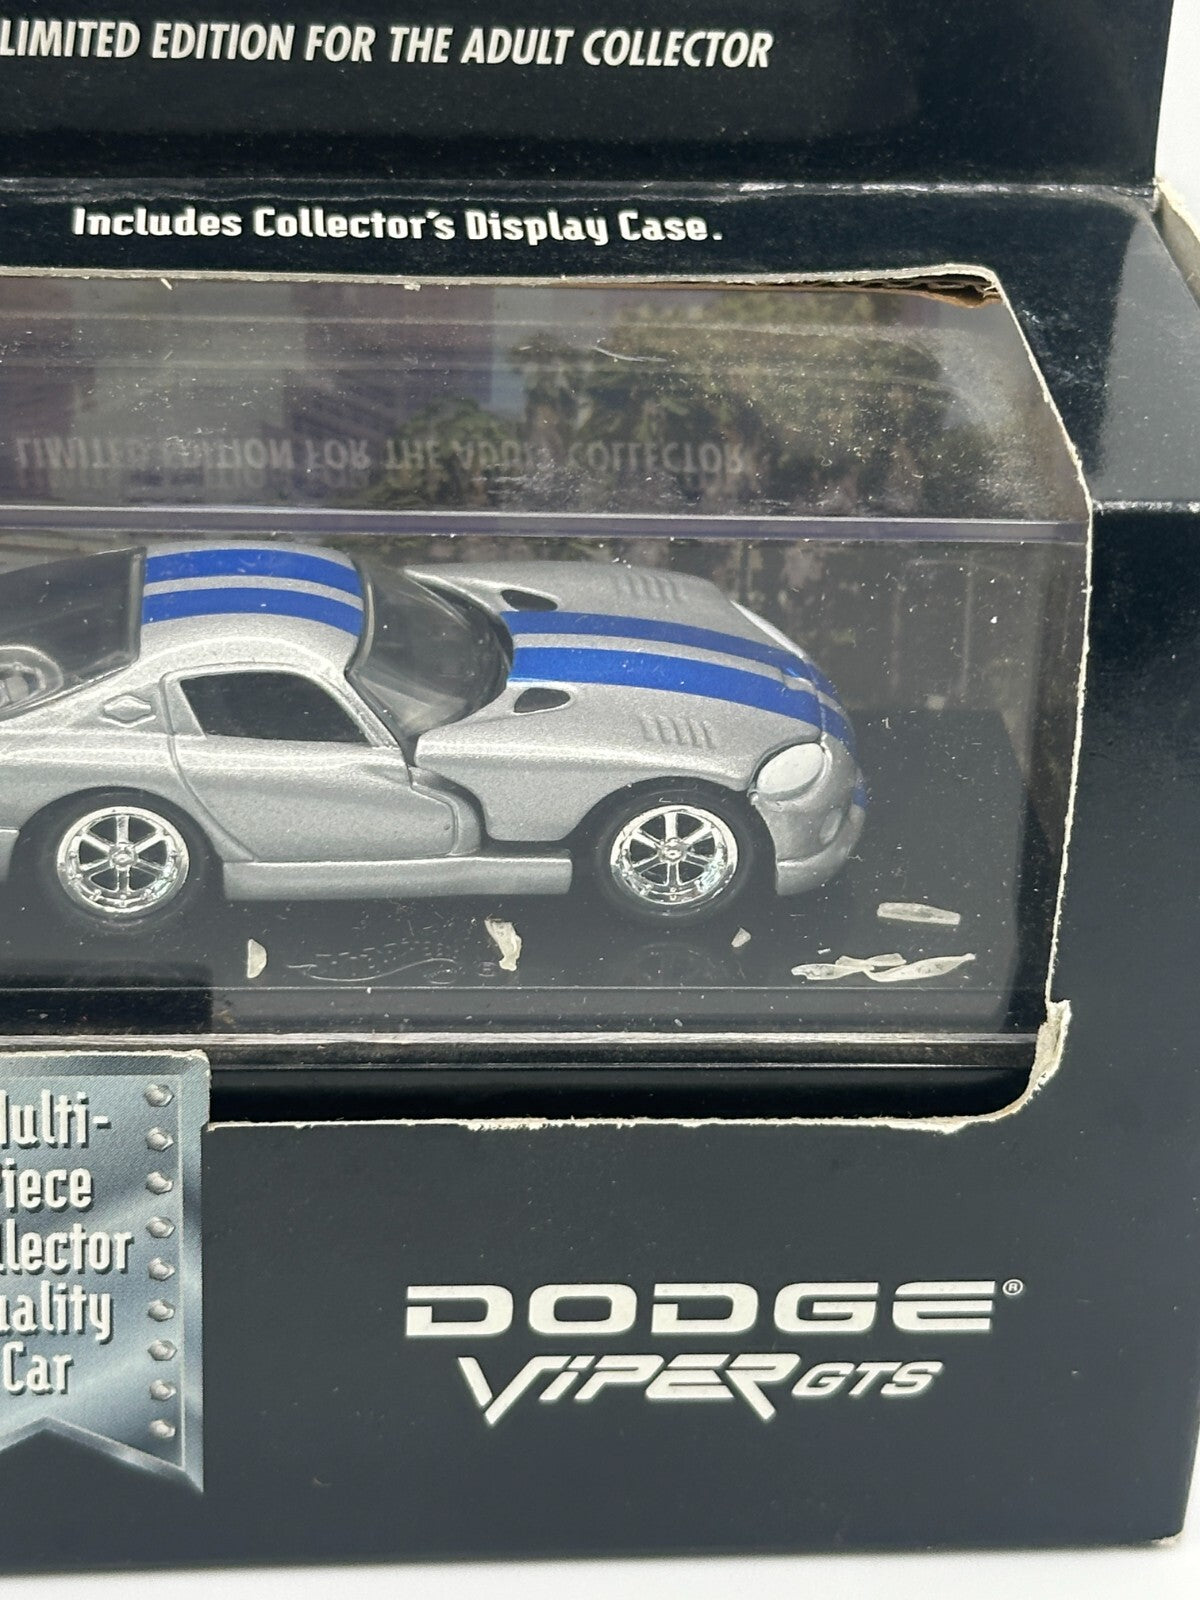 LIMITED EDITION FOR THE ADULT COLLECTOR
Includes Collector's Display Case.
LIMITED EDITION FOR THE ADULT COLLECTOR
ulti-
iece
llector
uality
Car
DODGE®
VIPER GTS